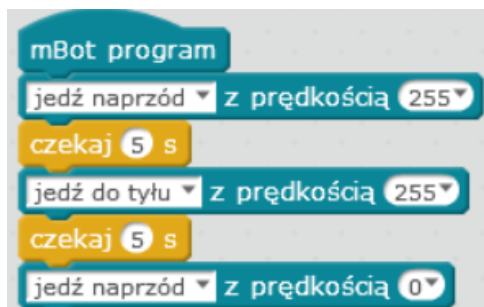 mBot program
jedź naprzód z prędkością 255
czekaj 5 s
jedź do tyłu z prędkością 255
czekaj 5 s
jedź naprzód z prędkością 0